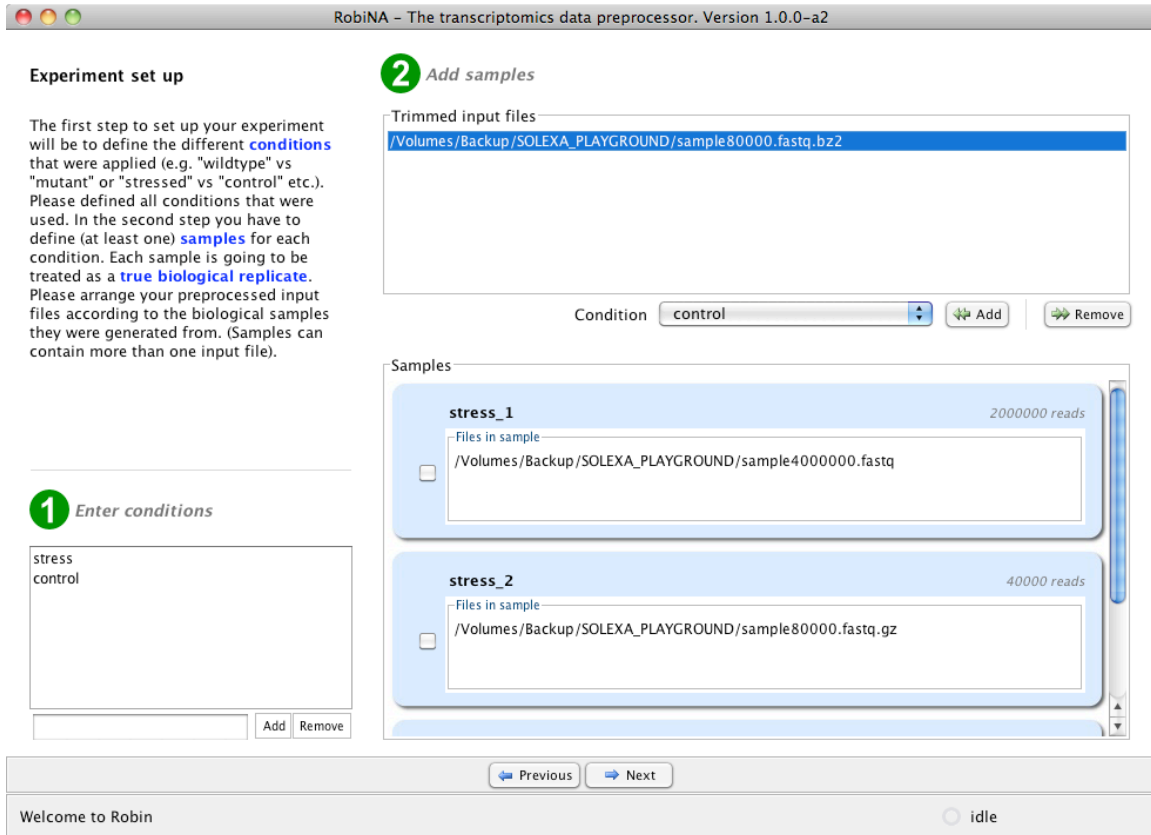 RobiNA – The transcriptomics data preprocessor. Version 1.0.0-a2
Experiment set up
The first step to set up your experiment
will be to define the different conditions
that were applied (e.g. "wildtype" vs
"mutant" or "stressed" vs "control" etc.).
Please defined all conditions that were
used. In the second step you have to
define (at least one) samples for each
condition. Each sample is going to be
treated as a true biological replicate.
Please arrange your preprocessed input
files according to the biological samples
they were generated from. (Samples can
contain more than one input file).
1 Enter conditions
stress
control
Add Remove
2 Add samples
Trimmed input files
/Volumes/Backup/SOLEXA_PLAYGROUND/sample80000.fastq.bz2
Condition control Add Remove
Samples
stress_1 2000000 reads
Files in sample
/Volumes/Backup/SOLEXA_PLAYGROUND/sample4000000.fastq
stress_2 40000 reads
Files in sample
/Volumes/Backup/SOLEXA_PLAYGROUND/sample80000.fastq.gz
Previous Next
Welcome to Robin idle